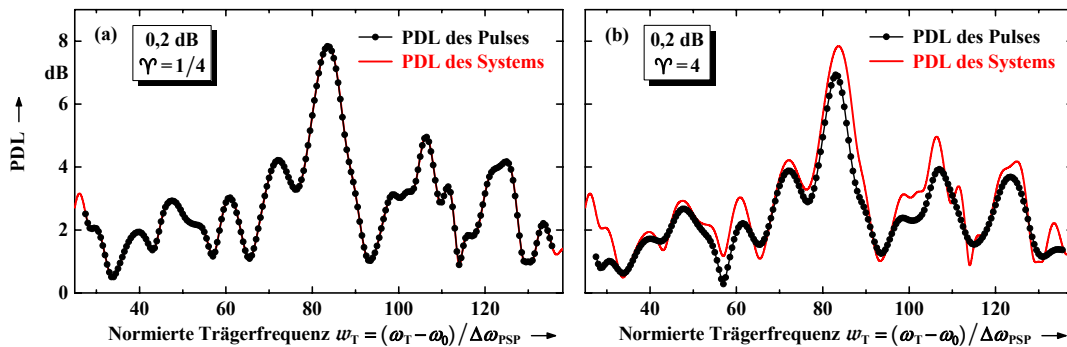 (a)
0,2 dB
ϒ = 1/4
PDL des Pulses
PDL des Systems
8
dB
6
4
2
0
PDL →
40 60 80 100 120
Normierte Trägerfrequenz w_T = (ω_T − ω_0) / Δω_PSP →
(b)
0,2 dB
ϒ = 4
PDL des Pulses
PDL des Systems
40 60 80 100 120
Normierte Trägerfrequenz w_T = (ω_T − ω_0) / Δω_PSP →